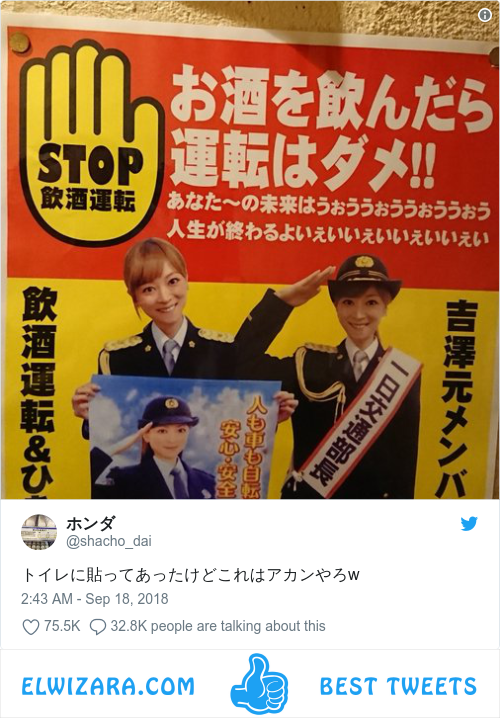 お酒を飲んだら
運転はダメ!!
STOP
飲酒運転
あなた〜の未来はうぉううぉううぉううぉう
人生が終わるよいぇいいぇいいぇいいぇい
飲酒運転&ひ
吉澤元メンバ
一日交通部長
人も車も自転
安心・安全
ホンダ
@shacho_dai
トイレに貼ってあったけどこれはアカンやろw
2:43 AM - Sep 18, 2018
75.5K 32.8K people are talking about this
ELWIZARA.COM BEST TWEETS